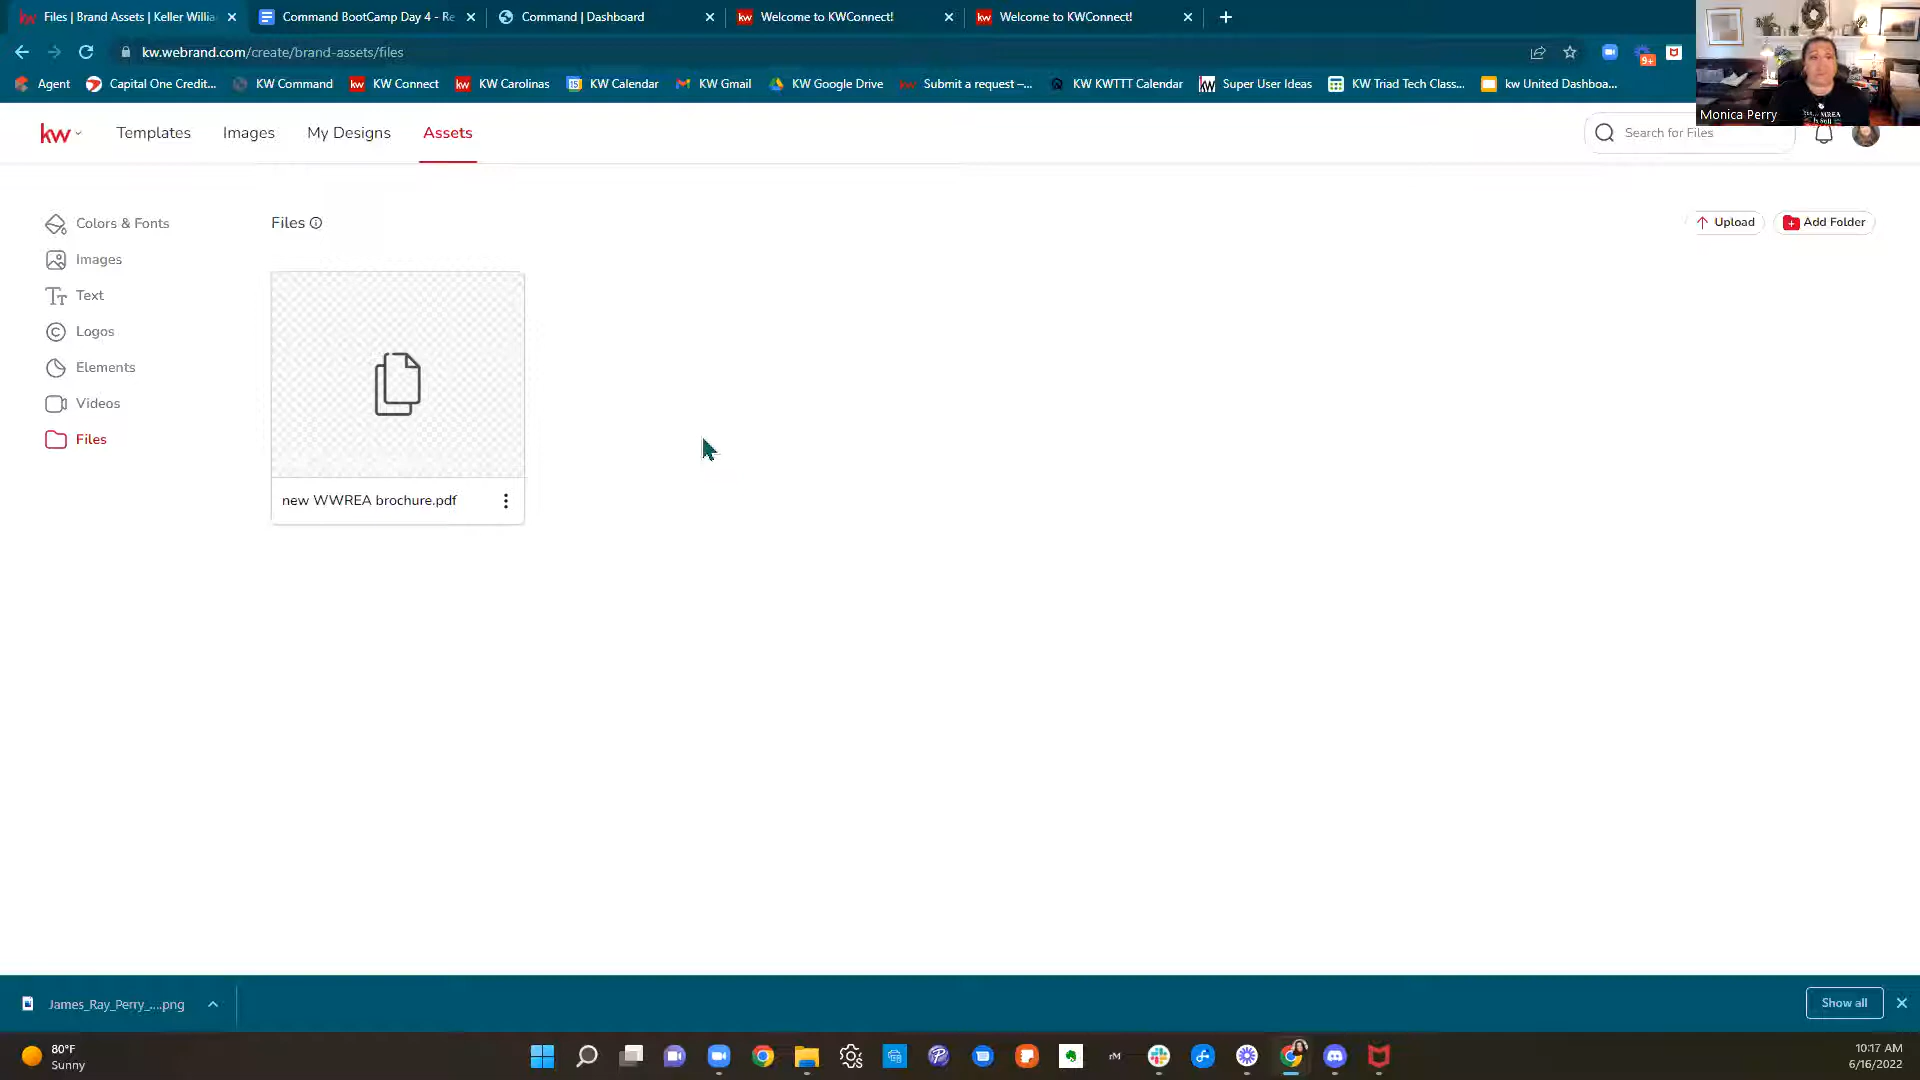 Files | Brand Assets | Keller Willia
Command BootCamp Day 4 - Re
Command | Dashboard
Welcome to KWConnect!
Welcome to KWConnect!
kw.webrand.com/create/brand-assets/files
9+
Agent
Capital One Credit...
KW Command
KW Connect
KW Carolinas
KW Calendar
KW Gmail
KW Google Drive
Submit a request –...
KW KWTTT Calendar
Super User Ideas
KW Triad Tech Class...
kw United Dashboa...
Monica Perry
kw
Templates
Images
My Designs
Assets
Search for Files
Colors & Fonts
Images
Text
Logos
Elements
Videos
Files
Files
Upload
Add Folder
new WWREA brochure.pdf
James_Ray_Perry_....png
Show all
80°F
Sunny
rM
10:17 AM
6/16/2022